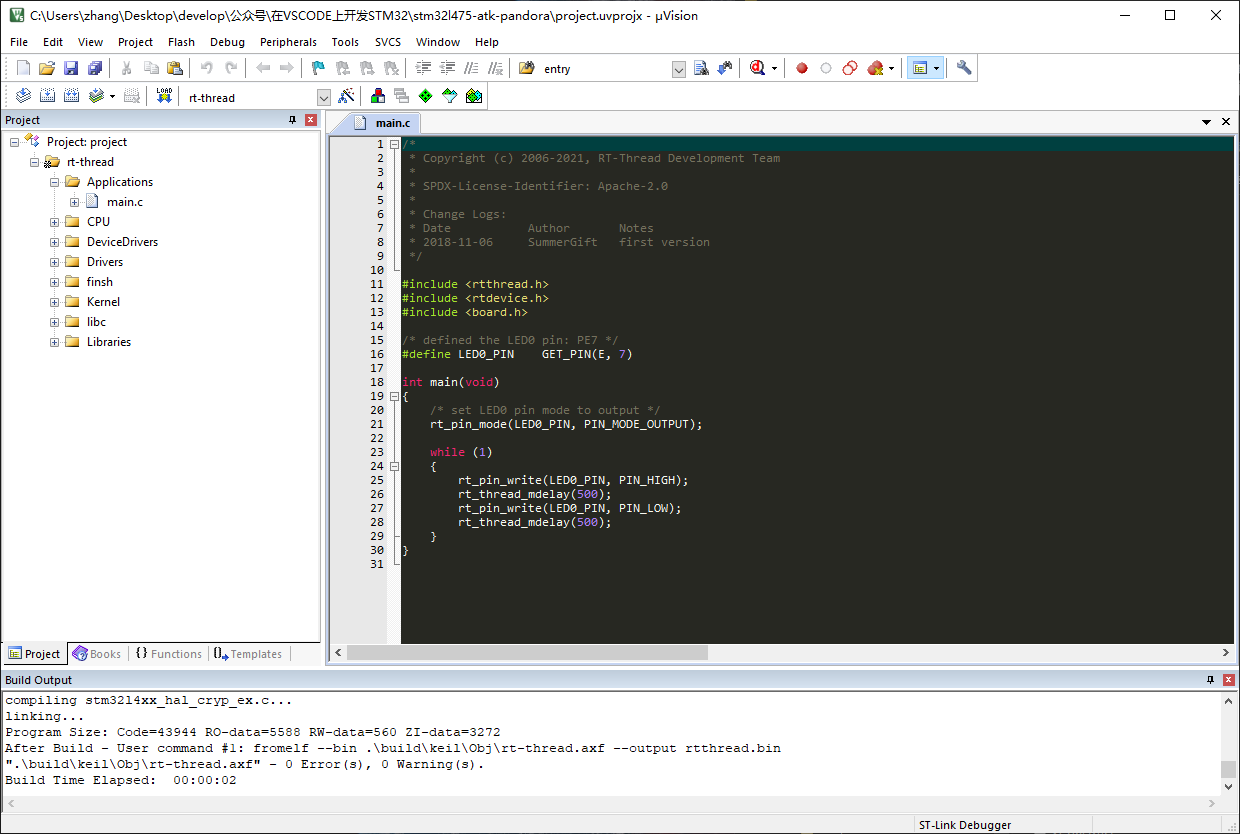 C:\Users\zhang\Desktop\develop\公众号\在VSCODE上开发STM32\stm32l475-atk-pandora\project.uvprojx - µVision
File Edit View Project Flash Debug Peripherals Tools SVCS Window Help
entry
LOAD rt-thread
Project
Project: project
rt-thread
Applications
main.c
CPU
DeviceDrivers
Drivers
finsh
Kernel
libc
Libraries
Project Books {} Functions Templates
main.c
1 /*
2 * Copyright (c) 2006-2021, RT-Thread Development Team
3 *
4 * SPDX-License-Identifier: Apache-2.0
5 *
6 * Change Logs:
7 * Date Author Notes
8 * 2018-11-06 SummerGift first version
9 */
10
11 #include <rtthread.h>
12 #include <rtdevice.h>
13 #include <board.h>
14
15 /* defined the LED0 pin: PE7 */
16 #define LED0_PIN GET_PIN(E, 7)
17
18 int main(void)
19 {
20 /* set LED0 pin mode to output */
21 rt_pin_mode(LED0_PIN, PIN_MODE_OUTPUT);
22
23 while (1)
24 {
25 rt_pin_write(LED0_PIN, PIN_HIGH);
26 rt_thread_mdelay(500);
27 rt_pin_write(LED0_PIN, PIN_LOW);
28 rt_thread_mdelay(500);
29 }
30 }
31
Build Output
compiling stm32l4xx_hal_cryp_ex.c...
linking...
Program Size: Code=43944 RO-data=5588 RW-data=560 ZI-data=3272
After Build - User command #1: fromelf --bin .\build\keil\Obj\rt-thread.axf --output rtthread.bin
".\build\keil\Obj\rt-thread.axf" - 0 Error(s), 0 Warning(s).
Build Time Elapsed: 00:00:02
ST-Link Debugger